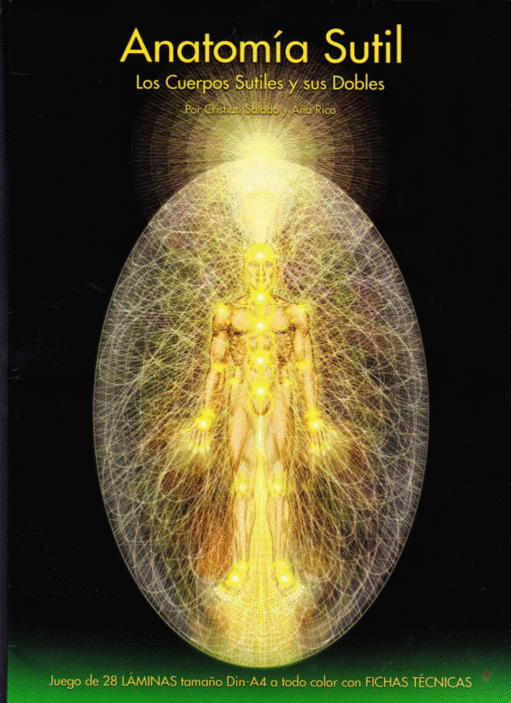 Anatomía Sutil
Los Cuerpos Sutiles y sus Dobles
Por Cristian Salado y Ana Rico
Juego de 28 LÁMINAS tamaño Din-A4 a todo color con FICHAS TÉCNICAS